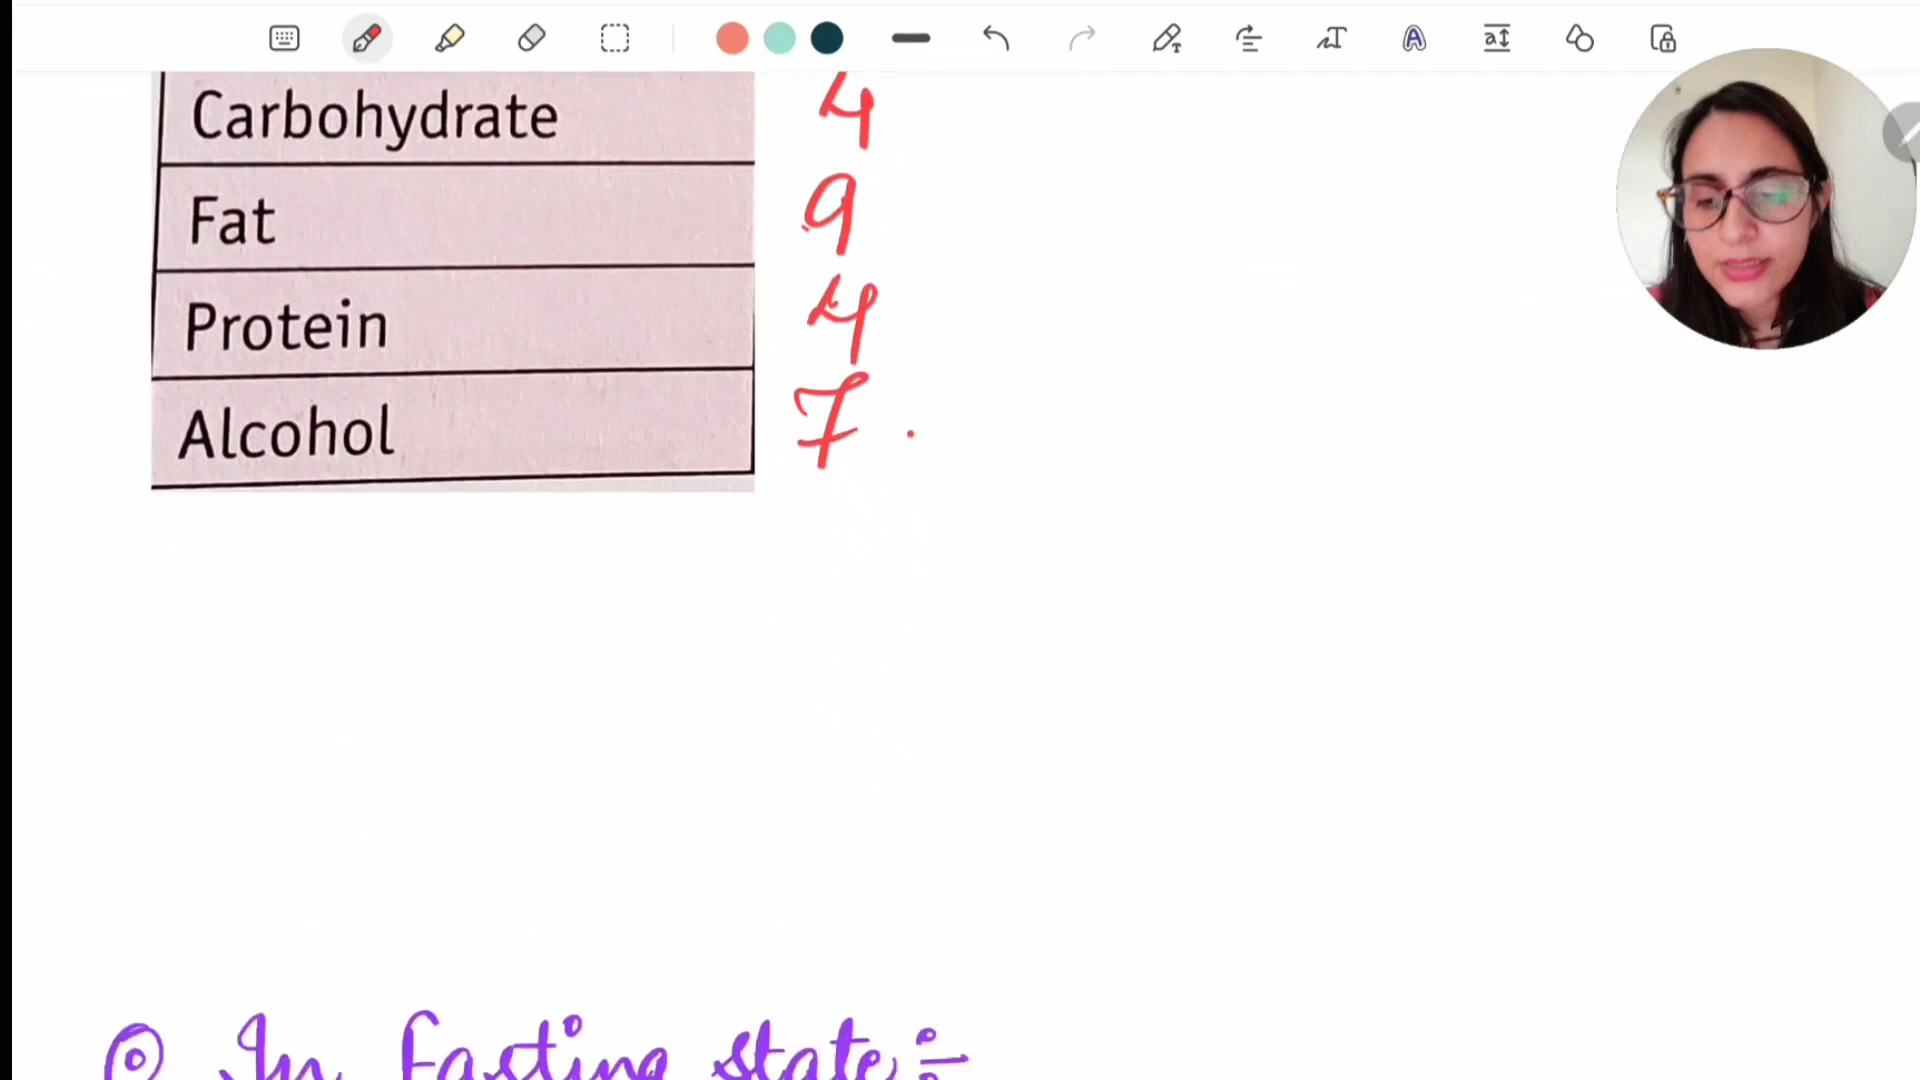 Carbohydrate 4
Fat 9
Protein 4
Alcohol 7
In Fasting state:-